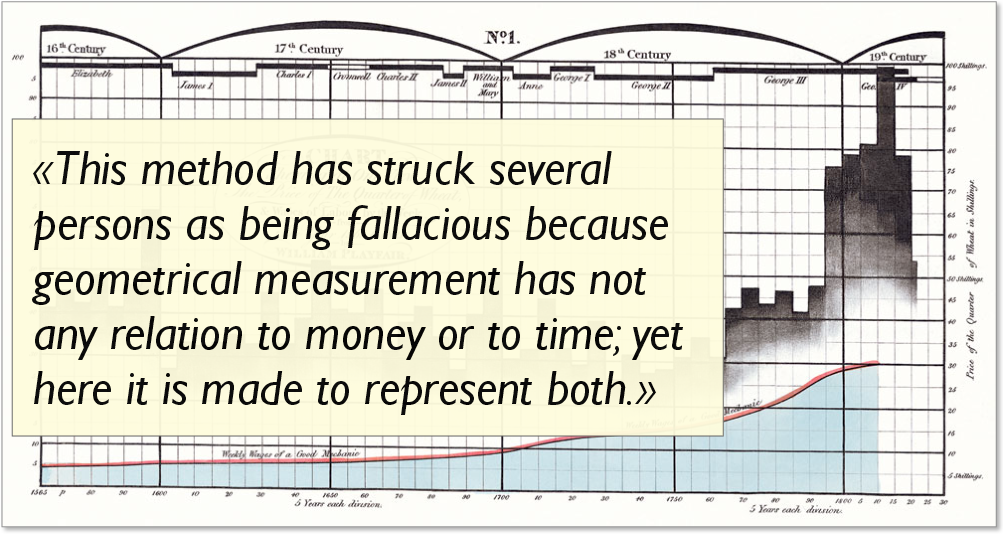 Nº1.
16th Century 17th Century 18th Century 19th Century
100 Elizabeth James I Charles I Cromwell Charles II James II William and Mary Anne George I George II George III Geo. IV 100 Shillings.
5 95
90 90
85
80
75
70
65
60
55
50 Shillings
45
40
35
30
25
20
15
10 10
5 5 Shillings
Price of the Quarter of Wheat in Shillings.
«This method has struck several
persons as being fallacious because
geometrical measurement has not
any relation to money or to time; yet
here it is made to represent both.»
Mechanic
Weekly Wages of a Good Mechanic
1565 80 90 1600 10 20 30 40 1650 60 70 80 90 1700 10 20 30 40 1750 60 70 80 90 1800 5 10 15 20 25 30
5 Years each division. 5 Years each division.